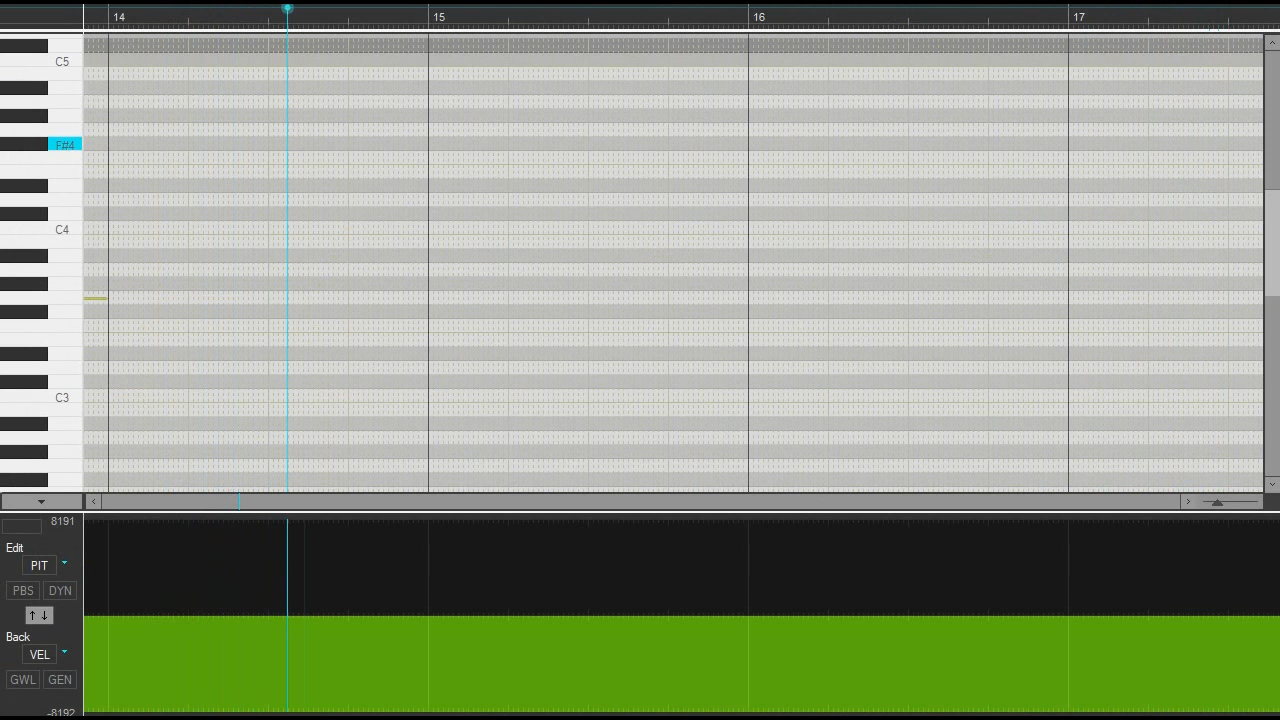 14 15 16 17
C5
F#4
C4
C3
8191
Edit
PIT
PBS DYN
Back
VEL
GWL GEN
-8192